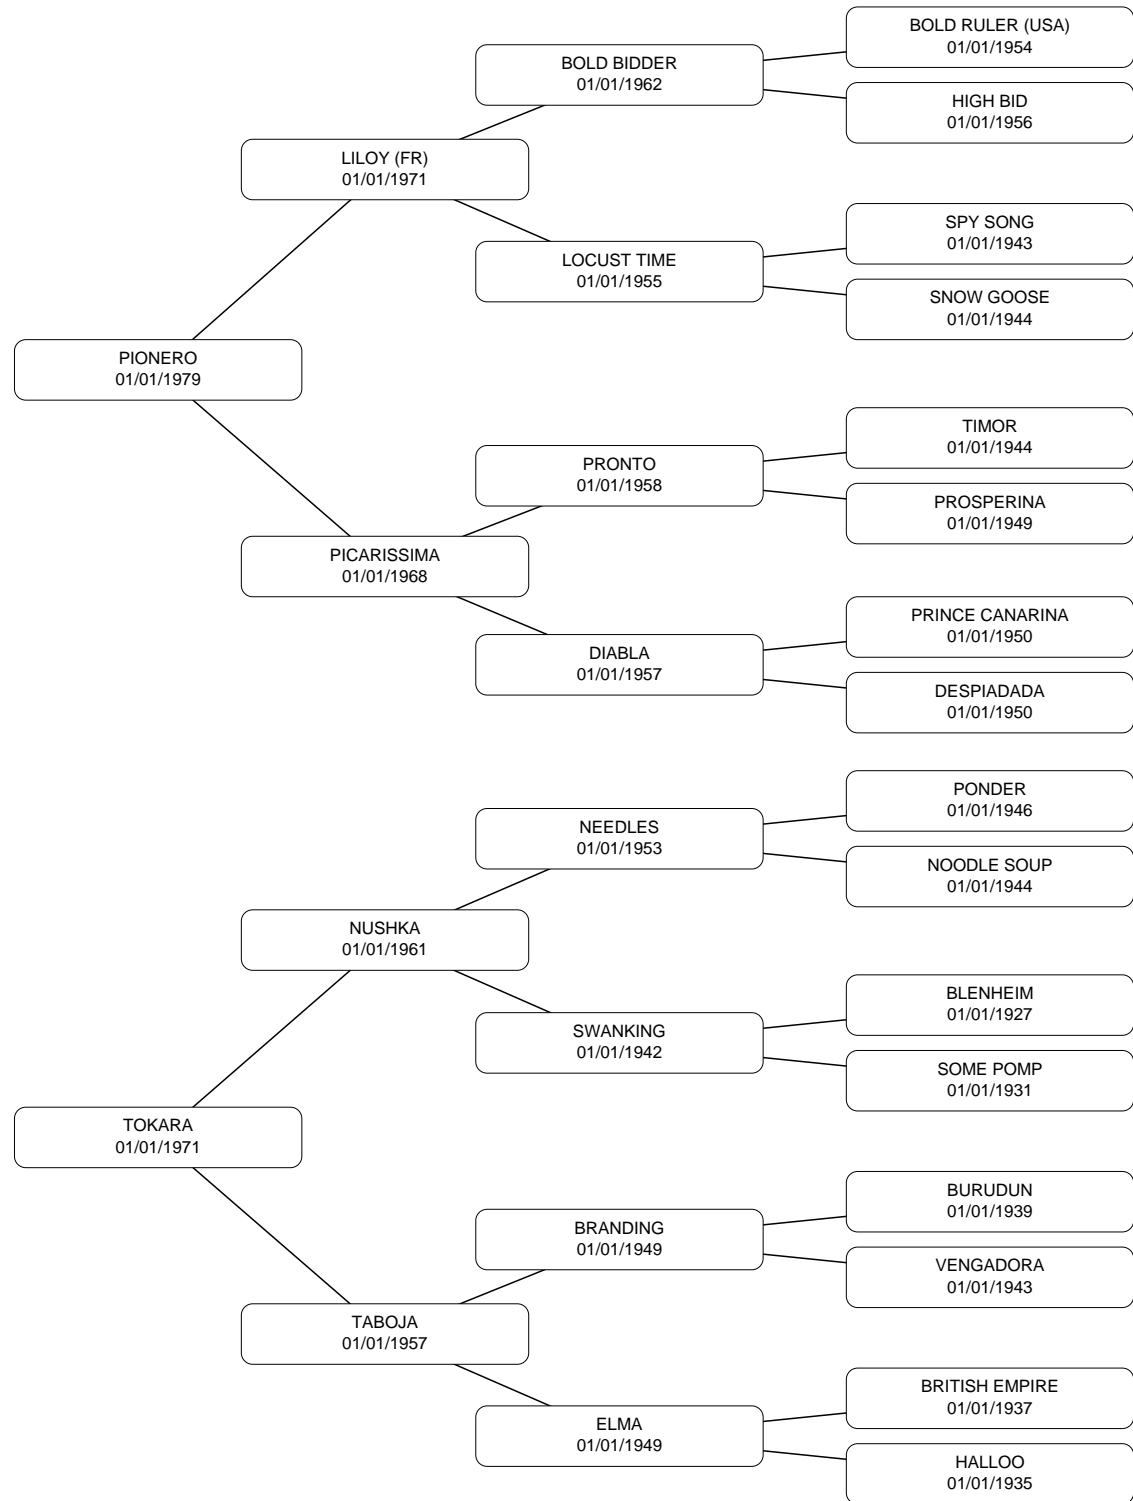 BOLD RULER (USA)
01/01/1954
BOLD BIDDER
01/01/1962
HIGH BID
01/01/1956
LILOY (FR)
01/01/1971
SPY SONG
01/01/1943
LOCUST TIME
01/01/1955
SNOW GOOSE
01/01/1944
PIONERO
01/01/1979
TIMOR
01/01/1944
PRONTO
01/01/1958
PROSPERINA
01/01/1949
PICARISSIMA
01/01/1968
PRINCE CANARINA
01/01/1950
DIABLA
01/01/1957
DESPIADADA
01/01/1950
PONDER
01/01/1946
NEEDLES
01/01/1953
NOODLE SOUP
01/01/1944
NUSHKA
01/01/1961
BLENHEIM
01/01/1927
SWANKING
01/01/1942
SOME POMP
01/01/1931
TOKARA
01/01/1971
BURUDUN
01/01/1939
BRANDING
01/01/1949
VENGADORA
01/01/1943
TABOJA
01/01/1957
BRITISH EMPIRE
01/01/1937
ELMA
01/01/1949
HALLOO
01/01/1935